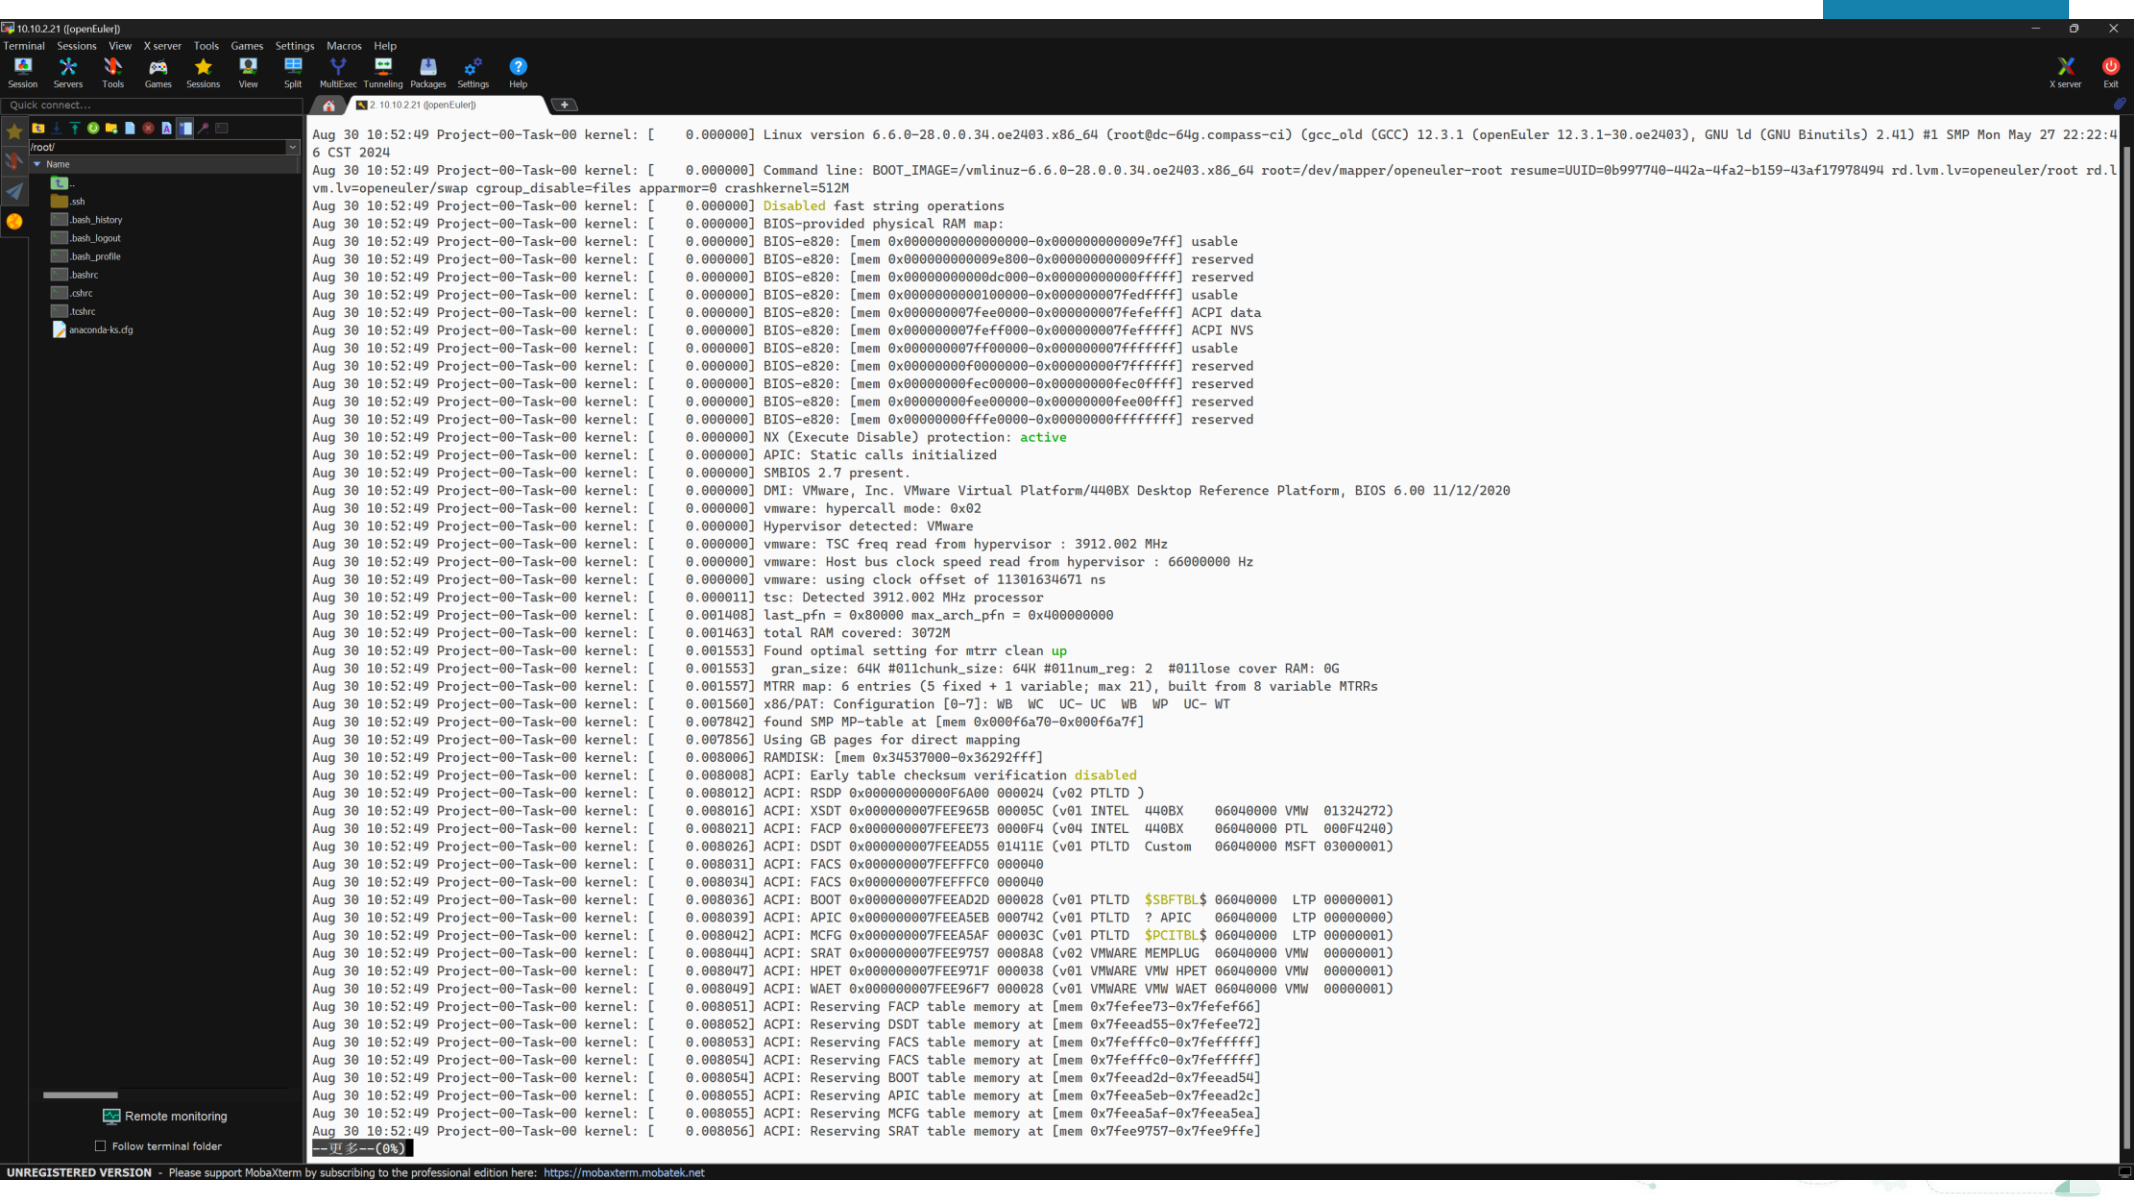 10.10.2.21 ([openEuler])
Terminal Sessions View X server Tools Games Settings Macros Help
Session Servers Tools Games Sessions View Split MultiExec Tunneling Packages Settings Help X server Exit
Quick connect...
2. 10.10.2.21 ([openEuler])
/root/
Name
..
.ssh
.bash_history
.bash_logout
.bash_profile
.bashrc
.cshrc
.tcshrc
anaconda-ks.cfg
Remote monitoring
Follow terminal folder
Aug 30 10:52:49 Project-00-Task-00 kernel: [    0.000000] Linux version 6.6.0-28.0.0.34.oe2403.x86_64 (root@dc-64g.compass-ci) (gcc_old (GCC) 12.3.1 (openEuler 12.3.1-30.oe2403), GNU ld (GNU Binutils) 2.41) #1 SMP Mon May 27 22:22:4
6 CST 2024
Aug 30 10:52:49 Project-00-Task-00 kernel: [    0.000000] Command line: BOOT_IMAGE=/vmlinuz-6.6.0-28.0.0.34.oe2403.x86_64 root=/dev/mapper/openeuler-root resume=UUID=0b997740-442a-4fa2-b159-43af17978494 rd.lvm.lv=openeuler/root rd.l
vm.lv=openeuler/swap cgroup_disable=files apparmor=0 crashkernel=512M
Aug 30 10:52:49 Project-00-Task-00 kernel: [    0.000000] Disabled fast string operations
Aug 30 10:52:49 Project-00-Task-00 kernel: [    0.000000] BIOS-provided physical RAM map:
Aug 30 10:52:49 Project-00-Task-00 kernel: [    0.000000] BIOS-e820: [mem 0x0000000000000000-0x000000000009e7ff] usable
Aug 30 10:52:49 Project-00-Task-00 kernel: [    0.000000] BIOS-e820: [mem 0x000000000009e800-0x000000000009ffff] reserved
Aug 30 10:52:49 Project-00-Task-00 kernel: [    0.000000] BIOS-e820: [mem 0x00000000000dc000-0x00000000000fffff] reserved
Aug 30 10:52:49 Project-00-Task-00 kernel: [    0.000000] BIOS-e820: [mem 0x0000000000100000-0x000000007fedffff] usable
Aug 30 10:52:49 Project-00-Task-00 kernel: [    0.000000] BIOS-e820: [mem 0x000000007fee0000-0x000000007fefefff] ACPI data
Aug 30 10:52:49 Project-00-Task-00 kernel: [    0.000000] BIOS-e820: [mem 0x000000007feff000-0x000000007fefffff] ACPI NVS
Aug 30 10:52:49 Project-00-Task-00 kernel: [    0.000000] BIOS-e820: [mem 0x000000007ff00000-0x000000007fffffff] usable
Aug 30 10:52:49 Project-00-Task-00 kernel: [    0.000000] BIOS-e820: [mem 0x00000000f0000000-0x00000000f7ffffff] reserved
Aug 30 10:52:49 Project-00-Task-00 kernel: [    0.000000] BIOS-e820: [mem 0x00000000fec00000-0x00000000fec0ffff] reserved
Aug 30 10:52:49 Project-00-Task-00 kernel: [    0.000000] BIOS-e820: [mem 0x00000000fee00000-0x00000000fee00fff] reserved
Aug 30 10:52:49 Project-00-Task-00 kernel: [    0.000000] BIOS-e820: [mem 0x00000000fffe0000-0x00000000ffffffff] reserved
Aug 30 10:52:49 Project-00-Task-00 kernel: [    0.000000] NX (Execute Disable) protection: active
Aug 30 10:52:49 Project-00-Task-00 kernel: [    0.000000] APIC: Static calls initialized
Aug 30 10:52:49 Project-00-Task-00 kernel: [    0.000000] SMBIOS 2.7 present.
Aug 30 10:52:49 Project-00-Task-00 kernel: [    0.000000] DMI: VMware, Inc. VMware Virtual Platform/440BX Desktop Reference Platform, BIOS 6.00 11/12/2020
Aug 30 10:52:49 Project-00-Task-00 kernel: [    0.000000] vmware: hypercall mode: 0x02
Aug 30 10:52:49 Project-00-Task-00 kernel: [    0.000000] Hypervisor detected: VMware
Aug 30 10:52:49 Project-00-Task-00 kernel: [    0.000000] vmware: TSC freq read from hypervisor : 3912.002 MHz
Aug 30 10:52:49 Project-00-Task-00 kernel: [    0.000000] vmware: Host bus clock speed read from hypervisor : 66000000 Hz
Aug 30 10:52:49 Project-00-Task-00 kernel: [    0.000000] vmware: using clock offset of 11301634671 ns
Aug 30 10:52:49 Project-00-Task-00 kernel: [    0.000011] tsc: Detected 3912.002 MHz processor
Aug 30 10:52:49 Project-00-Task-00 kernel: [    0.001408] last_pfn = 0x80000 max_arch_pfn = 0x400000000
Aug 30 10:52:49 Project-00-Task-00 kernel: [    0.001463] total RAM covered: 3072M
Aug 30 10:52:49 Project-00-Task-00 kernel: [    0.001553] Found optimal setting for mtrr clean up
Aug 30 10:52:49 Project-00-Task-00 kernel: [    0.001553]  gran_size: 64K #011chunk_size: 64K #011num_reg: 2  #011lose cover RAM: 0G
Aug 30 10:52:49 Project-00-Task-00 kernel: [    0.001557] MTRR map: 6 entries (5 fixed + 1 variable; max 21), built from 8 variable MTRRs
Aug 30 10:52:49 Project-00-Task-00 kernel: [    0.001560] x86/PAT: Configuration [0-7]: WB  WC  UC- UC  WB  WP  UC- WT
Aug 30 10:52:49 Project-00-Task-00 kernel: [    0.007842] found SMP MP-table at [mem 0x000f6a70-0x000f6a7f]
Aug 30 10:52:49 Project-00-Task-00 kernel: [    0.007856] Using GB pages for direct mapping
Aug 30 10:52:49 Project-00-Task-00 kernel: [    0.008006] RAMDISK: [mem 0x34537000-0x36292fff]
Aug 30 10:52:49 Project-00-Task-00 kernel: [    0.008008] ACPI: Early table checksum verification disabled
Aug 30 10:52:49 Project-00-Task-00 kernel: [    0.008012] ACPI: RSDP 0x00000000000F6A00 000024 (v02 PTLTD )
Aug 30 10:52:49 Project-00-Task-00 kernel: [    0.008016] ACPI: XSDT 0x000000007FEE965B 00005C (v01 INTEL  440BX    06040000 VMW  01324272)
Aug 30 10:52:49 Project-00-Task-00 kernel: [    0.008021] ACPI: FACP 0x000000007FEFEE73 0000F4 (v04 INTEL  440BX    06040000 PTL  000F4240)
Aug 30 10:52:49 Project-00-Task-00 kernel: [    0.008026] ACPI: DSDT 0x000000007FEEAD55 01411E (v01 PTLTD  Custom   06040000 MSFT 03000001)
Aug 30 10:52:49 Project-00-Task-00 kernel: [    0.008031] ACPI: FACS 0x000000007FEFFFC0 000040
Aug 30 10:52:49 Project-00-Task-00 kernel: [    0.008034] ACPI: FACS 0x000000007FEFFFC0 000040
Aug 30 10:52:49 Project-00-Task-00 kernel: [    0.008036] ACPI: BOOT 0x000000007FEEAD2D 000028 (v01 PTLTD  $SBFTBL$ 06040000  LTP 00000001)
Aug 30 10:52:49 Project-00-Task-00 kernel: [    0.008039] ACPI: APIC 0x000000007FEEA5EB 000742 (v01 PTLTD  ? APIC   06040000  LTP 00000000)
Aug 30 10:52:49 Project-00-Task-00 kernel: [    0.008042] ACPI: MCFG 0x000000007FEEA5AF 00003C (v01 PTLTD  $PCITBL$ 06040000  LTP 00000001)
Aug 30 10:52:49 Project-00-Task-00 kernel: [    0.008044] ACPI: SRAT 0x000000007FEE9757 0008A8 (v02 VMWARE MEMPLUG  06040000 VMW  00000001)
Aug 30 10:52:49 Project-00-Task-00 kernel: [    0.008047] ACPI: HPET 0x000000007FEE971F 000038 (v01 VMWARE VMW HPET 06040000 VMW  00000001)
Aug 30 10:52:49 Project-00-Task-00 kernel: [    0.008049] ACPI: WAET 0x000000007FEE96F7 000028 (v01 VMWARE VMW WAET 06040000 VMW  00000001)
Aug 30 10:52:49 Project-00-Task-00 kernel: [    0.008051] ACPI: Reserving FACP table memory at [mem 0x7fefee73-0x7fefef66]
Aug 30 10:52:49 Project-00-Task-00 kernel: [    0.008052] ACPI: Reserving DSDT table memory at [mem 0x7feead55-0x7fefee72]
Aug 30 10:52:49 Project-00-Task-00 kernel: [    0.008053] ACPI: Reserving FACS table memory at [mem 0x7fefffc0-0x7fefffff]
Aug 30 10:52:49 Project-00-Task-00 kernel: [    0.008054] ACPI: Reserving FACS table memory at [mem 0x7fefffc0-0x7fefffff]
Aug 30 10:52:49 Project-00-Task-00 kernel: [    0.008054] ACPI: Reserving BOOT table memory at [mem 0x7feead2d-0x7feead54]
Aug 30 10:52:49 Project-00-Task-00 kernel: [    0.008055] ACPI: Reserving APIC table memory at [mem 0x7feea5eb-0x7feead2c]
Aug 30 10:52:49 Project-00-Task-00 kernel: [    0.008055] ACPI: Reserving MCFG table memory at [mem 0x7feea5af-0x7feea5ea]
Aug 30 10:52:49 Project-00-Task-00 kernel: [    0.008056] ACPI: Reserving SRAT table memory at [mem 0x7fee9757-0x7fee9ffe]
--更多--(0%)
UNREGISTERED VERSION - Please support MobaXterm by subscribing to the professional edition here: https://mobaxterm.mobatek.net